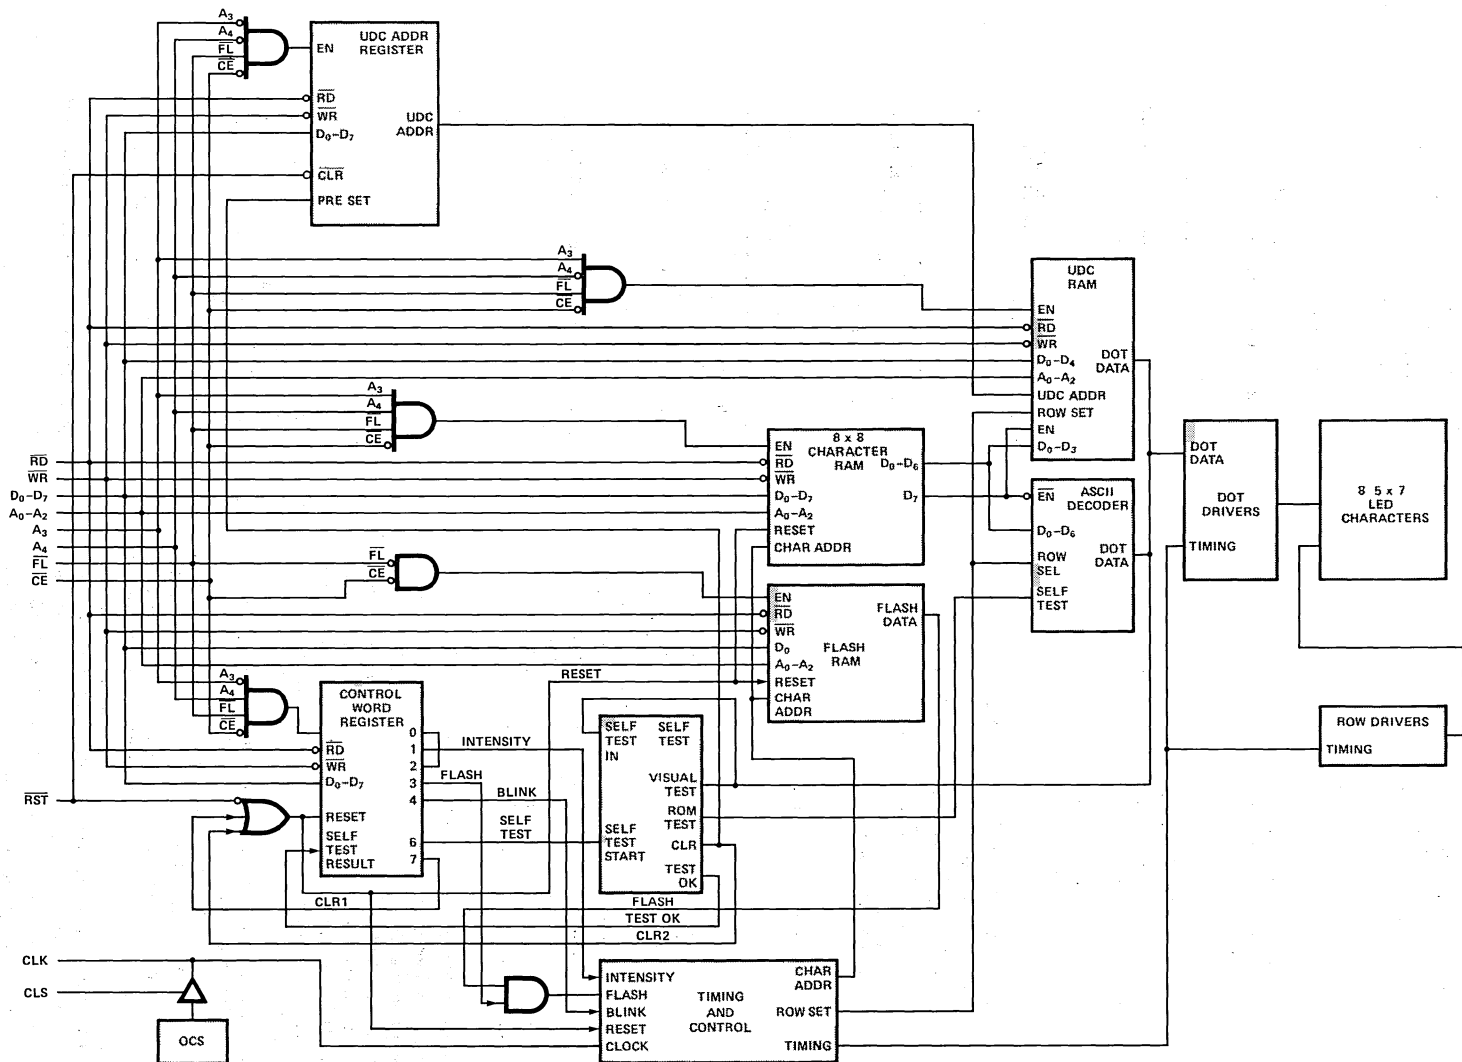 A3
A4
FL
CE
EN
UDC ADDR
REGISTER
RD
WR
D0–D7
UDC
ADDR
CLR
PRE SET
A3
A4
FL
CE
UDC
RAM
EN
RD
WR
D0–D4
DOT
DATA
A0–A2
UDC ADDR
ROW SET
EN
D0–D3
A3
A4
FL
CE
8 x 8
CHARACTER
RAM
EN
RD
WR
D0–D6
D0–D7
D7
A0–A2
RESET
CHAR ADDR
ASCII
DECODER
EN
D0–D6
ROW
SEL
DOT
DATA
SELF
TEST
DOT
DATA
DOT
DRIVERS
TIMING
8 5 x 7
LED
CHARACTERS
RD
WR
D0–D7
A0–A2
A3
A4
FL
CE
FL
CE
EN
RD
WR
D0
A0–A2
RESET
CHAR
ADDR
FLASH
DATA
FLASH
RAM
ROW DRIVERS
TIMING
A3
A4
FL
CE
CONTROL
WORD
REGISTER
RD
WR
D0–D7
RESET
SELF
TEST
RESULT
0
1
2
3
4
6
7
RESET
INTENSITY
FLASH
BLINK
SELF
TEST
SELF
TEST
IN
SELF
TEST
VISUAL
TEST
ROM
TEST
SELF
TEST
START
CLR
TEST
OK
RST
CLR1
FLASH
TEST OK
CLR2
CLK
CLS
OCS
INTENSITY
FLASH
BLINK
RESET
CLOCK
TIMING
AND
CONTROL
CHAR
ADDR
ROW SET
TIMING